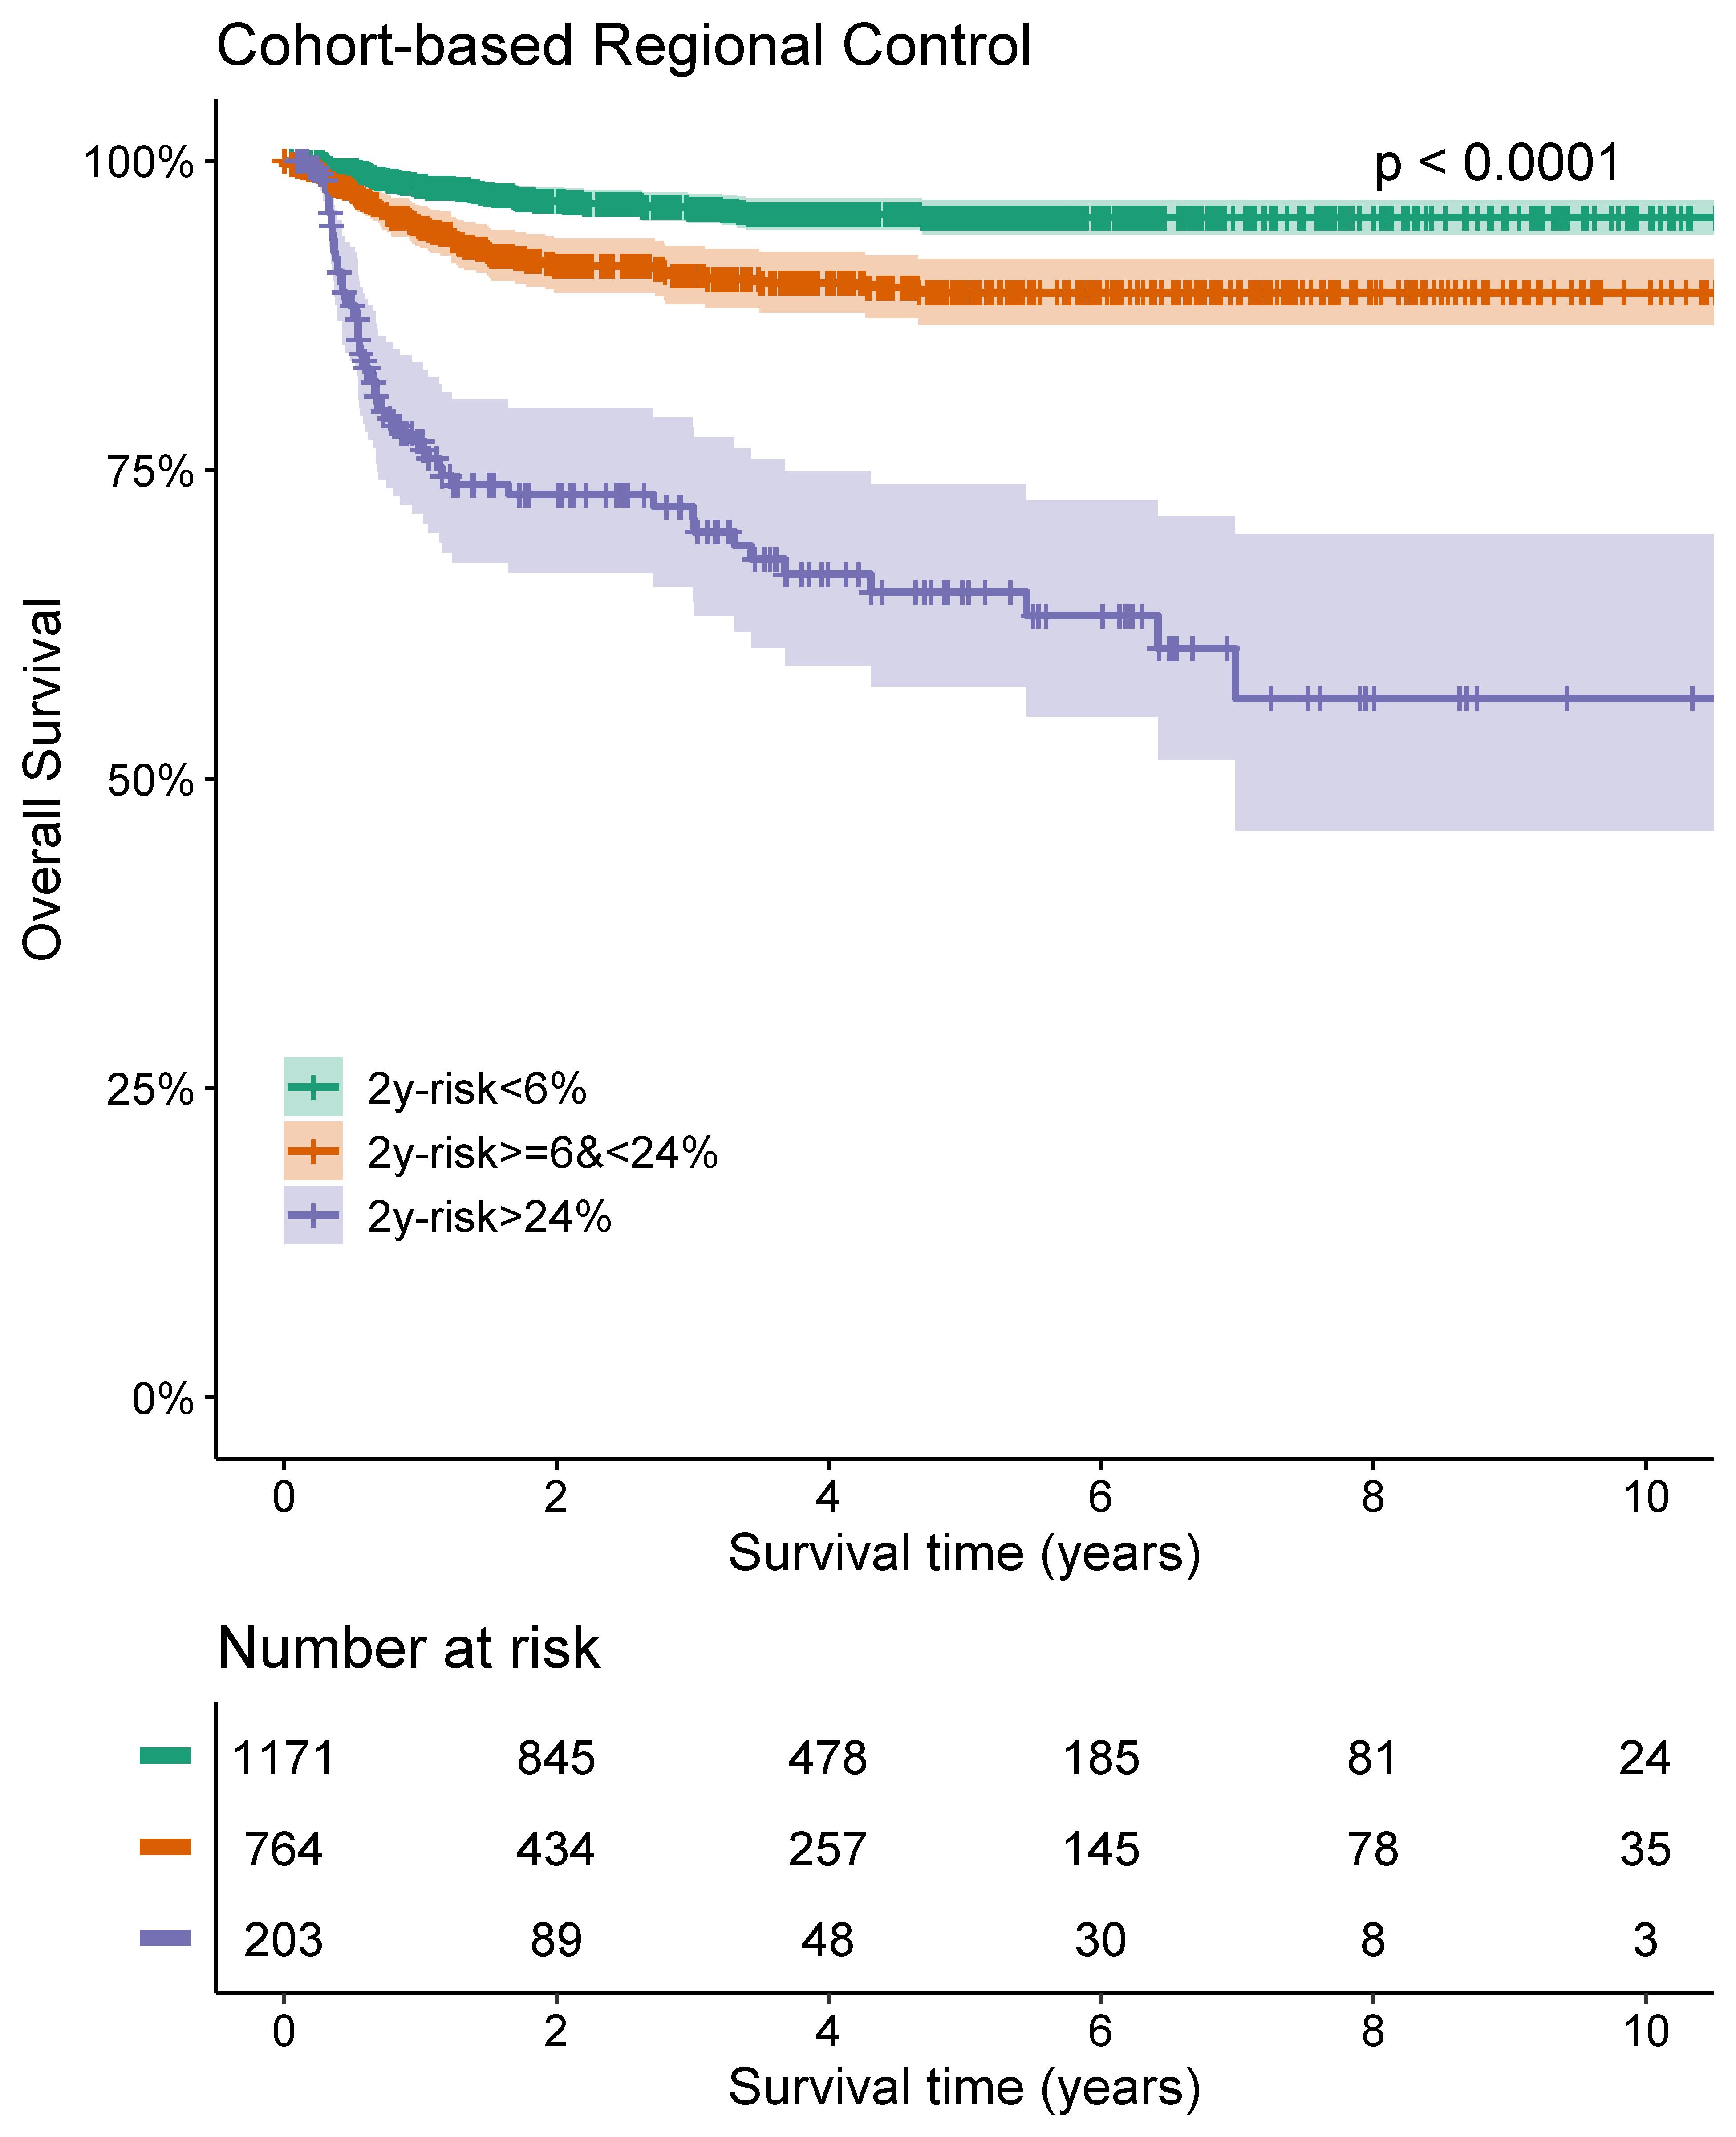 Cohort-based Regional Control
p < 0.0001
100%
75%
50%
25%
0%
Overall Survival
2y-risk<6%
2y-risk>=6&<24%
2y-risk>24%
0 2 4 6 8 10
Survival time (years)
Number at risk
1171 845 478 185 81 24
764 434 257 145 78 35
203 89 48 30 8 3
0 2 4 6 8 10
Survival time (years)